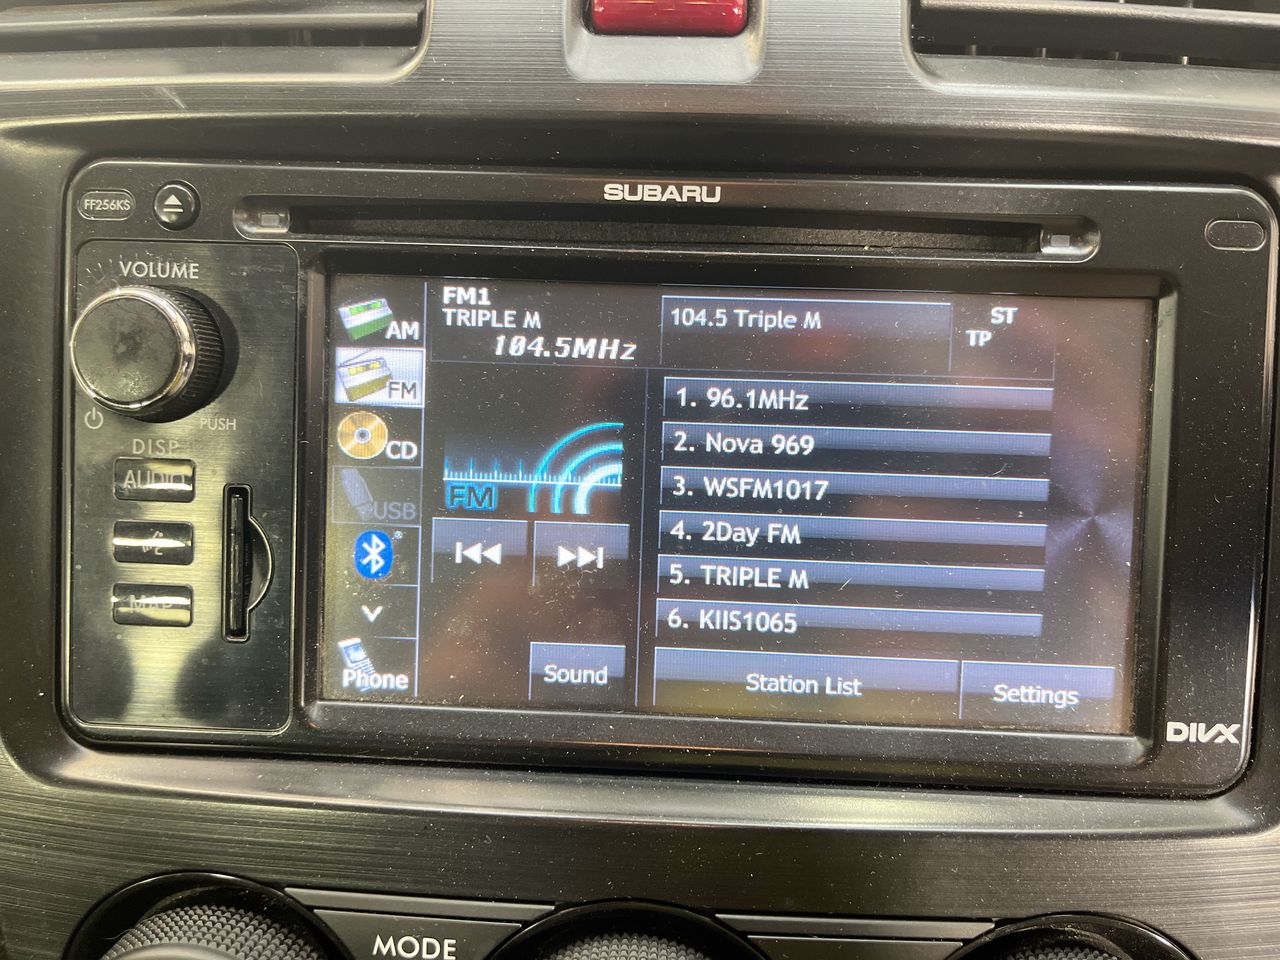 SUBARU
FF256KS
VOLUME
PUSH
DISP
AUDIO
MAP
AM
FM
CD
USB
Phone
FM1
TRIPLE M
104.5MHz
104.5 Triple M
ST
TP
FM
1. 96.1MHz
2. Nova 969
3. WSFM1017
4. 2Day FM
5. TRIPLE M
6. KIIS1065
Sound
Station List
Settings
DIVX
MODE